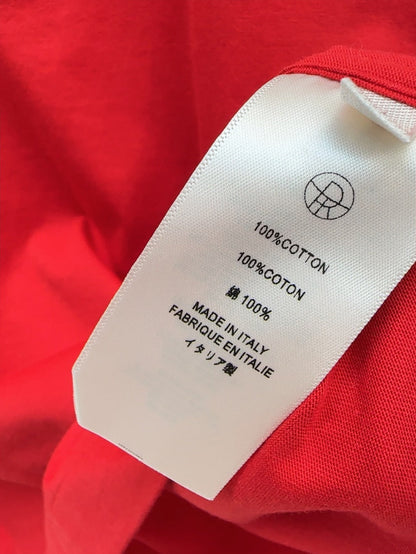 100%COTTON
100%COTON
綿 100%
MADE IN ITALY
FABRIQUE EN ITALIE
イタリア製